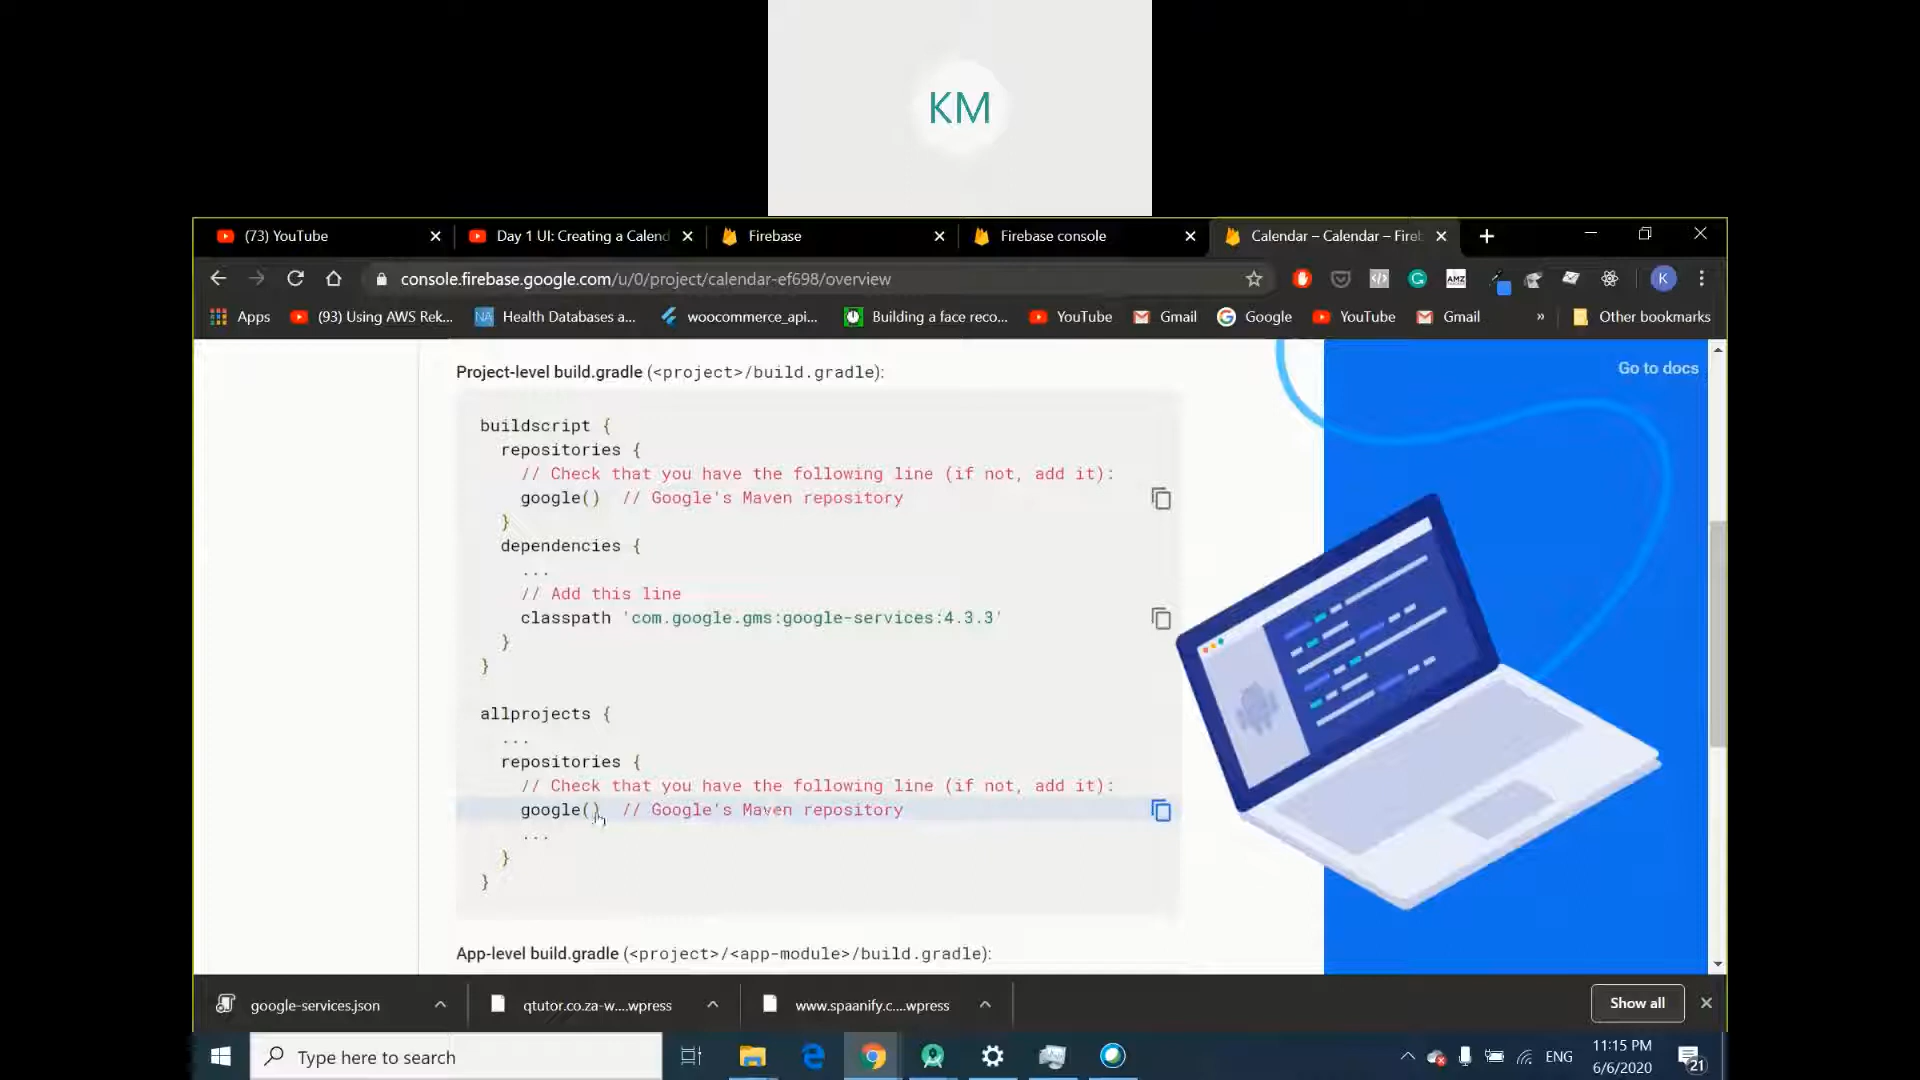 KM
(73) YouTube
Day 1 UI: Creating a Calend
Firebase
Firebase console
Calendar – Calendar – Fire
console.firebase.google.com/u/0/project/calendar-ef698/overview
AMZ
K
Apps
(93) Using AWS Rek...
NA
Health Databases a...
woocommerce_api...
Building a face reco...
YouTube
Gmail
Google
YouTube
Gmail
»
Other bookmarks
Go to docs
Project-level build.gradle (<project>/build.gradle):
buildscript {
repositories {
// Check that you have the following line (if not, add it):
google() // Google's Maven repository
}
dependencies {
...
// Add this line
classpath 'com.google.gms:google-services:4.3.3'
}
}
allprojects {
...
repositories {
// Check that you have the following line (if not, add it):
google() // Google's Maven repository
...
}
}
App-level build.gradle (<project>/<app-module>/build.gradle):
google-services.json
qtutor.co.za-w....wpress
www.spaanify.c....wpress
Show all
Type here to search
ENG
11:15 PM
6/6/2020
21